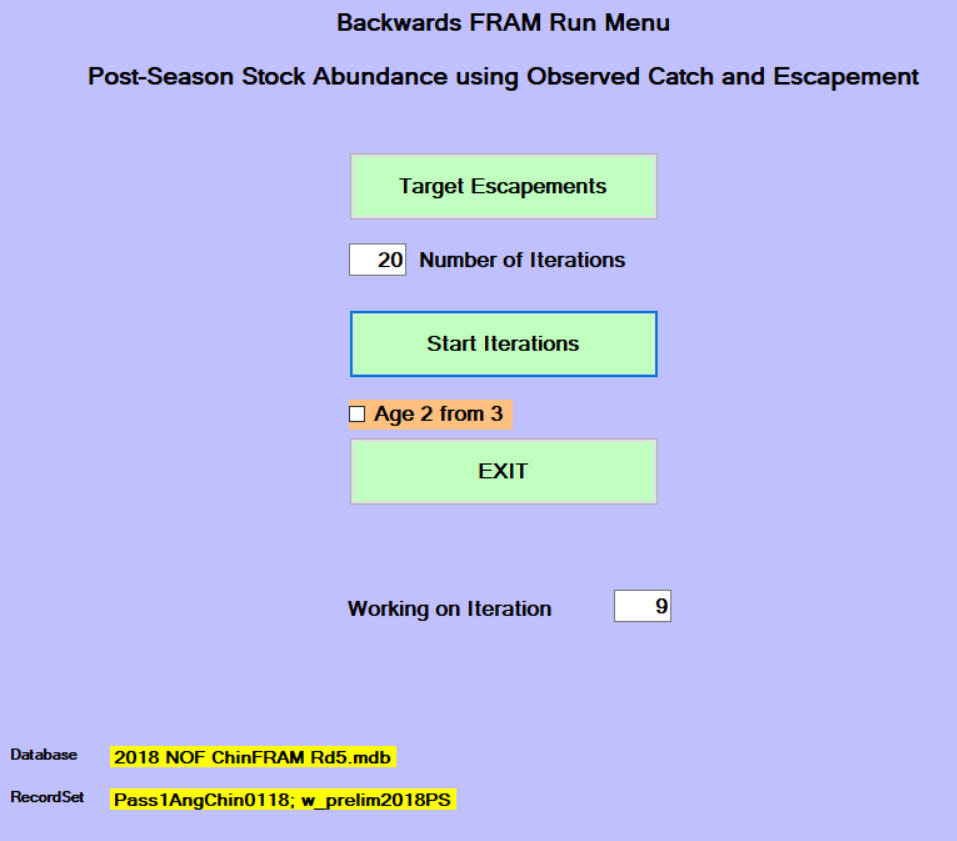 Backwards FRAM Run Menu
Post-Season Stock Abundance using Observed Catch and Escapement
Target Escapements
20 Number of Iterations
Start Iterations
Age 2 from 3
EXIT
Working on Iteration 9
Database 2018 NOF ChinFRAM Rd5.mdb
RecordSet Pass1AngChin0118; w_prelim2018PS